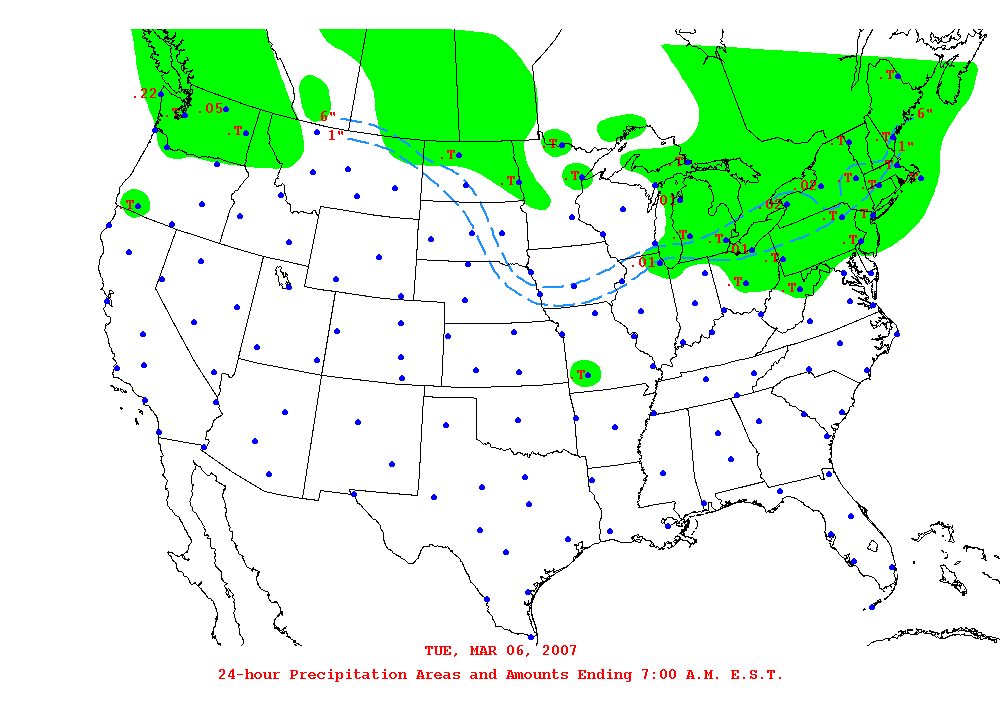 .T
.6"
.22
.T
.05
6"
.T
1"
.T
1"
.T
.T
.T
.T
.T
.T
.T
.T
.T
.T
.01
.02
.T
T
T
.T
.T
.T
.01
.T
.01
.T
.T
.T
.T
TUE, MAR 06, 2007
24-hour Precipitation Areas and Amounts Ending 7:00 A.M. E.S.T.